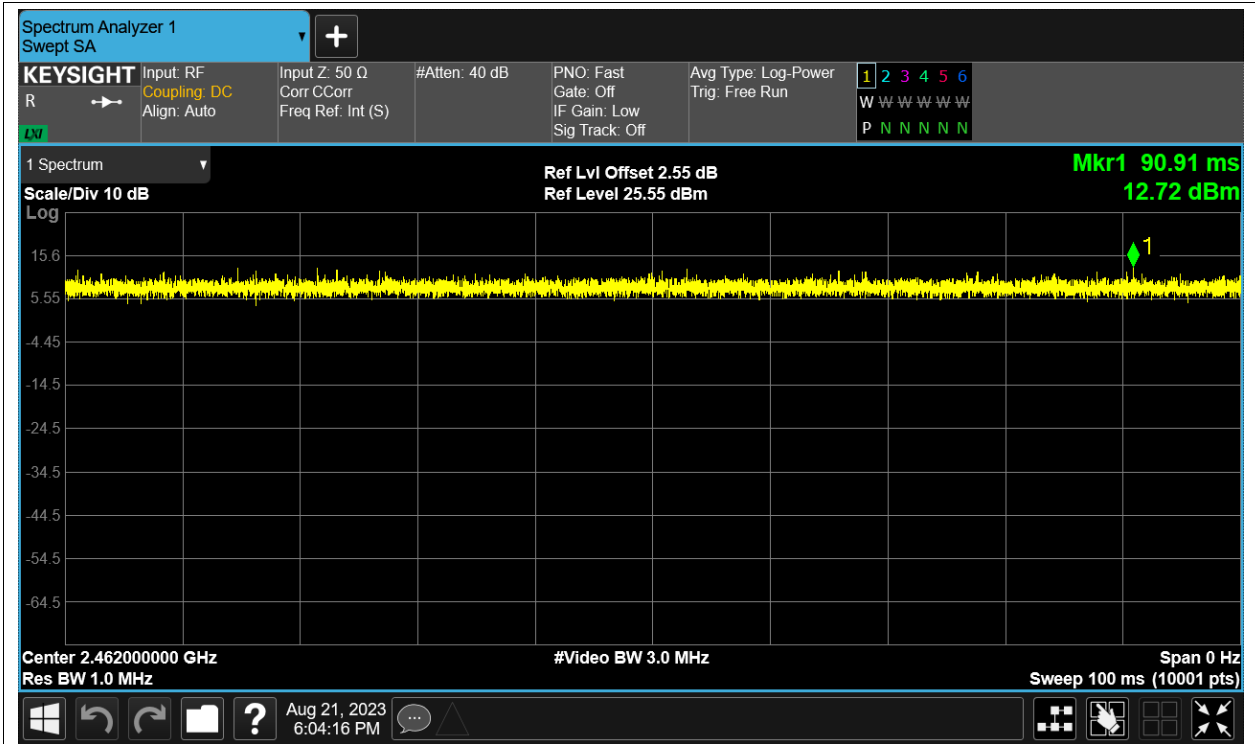 Spectrum Analyzer 1
Swept SA
KEYSIGHT
R
LXI
Input: RF
Coupling: DC
Align: Auto
Input Z: 50 Ω
Corr CCorr
Freq Ref: Int (S)
#Atten: 40 dB
PNO: Fast
Gate: Off
IF Gain: Low
Sig Track: Off
Avg Type: Log-Power
Trig: Free Run
1 2 3 4 5 6
W W W W W W
P N N N N N
1 Spectrum
Scale/Div 10 dB
Log
Ref Lvl Offset 2.55 dB
Ref Level 25.55 dBm
Mkr1 90.91 ms
12.72 dBm
1
15.6
5.55
-4.45
-14.5
-24.5
-34.5
-44.5
-54.5
-64.5
Center 2.462000000 GHz
#Video BW 3.0 MHz
Span 0 Hz
Res BW 1.0 MHz
Sweep 100 ms (10001 pts)
?
Aug 21, 2023
6:04:16 PM